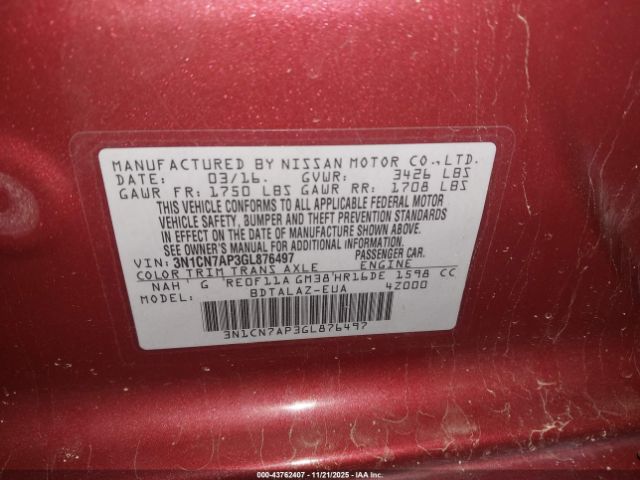 MANUFACTURED BY NISSAN MOTOR CO.,LTD.
DATE: 03/16. GVWR: 3426 LBS
GAWR FR: 1750 LBS GAWR RR: 1708 LBS
THIS VEHICLE CONFORMS TO ALL APPLICABLE FEDERAL MOTOR
VEHICLE SAFETY, BUMPER AND THEFT PREVENTION STANDARDS
IN EFFECT ON THE DATE OF MANUFACTURE SHOWN ABOVE.
SEE OWNER'S MANUAL FOR ADDITIONAL INFORMATION.
VIN: 3N1CN7AP3GL876497 PASSENGER CAR.
COLOR TRIM TRANS AXLE ENGINE
NAH G RE0F11A GM38 HR16DE 1598 CC
MODEL: BDTALAZ-EUA 4Z000
3N1CN7AP3GL876497
000-43762407 - 11/21/2025 - IAA Inc.